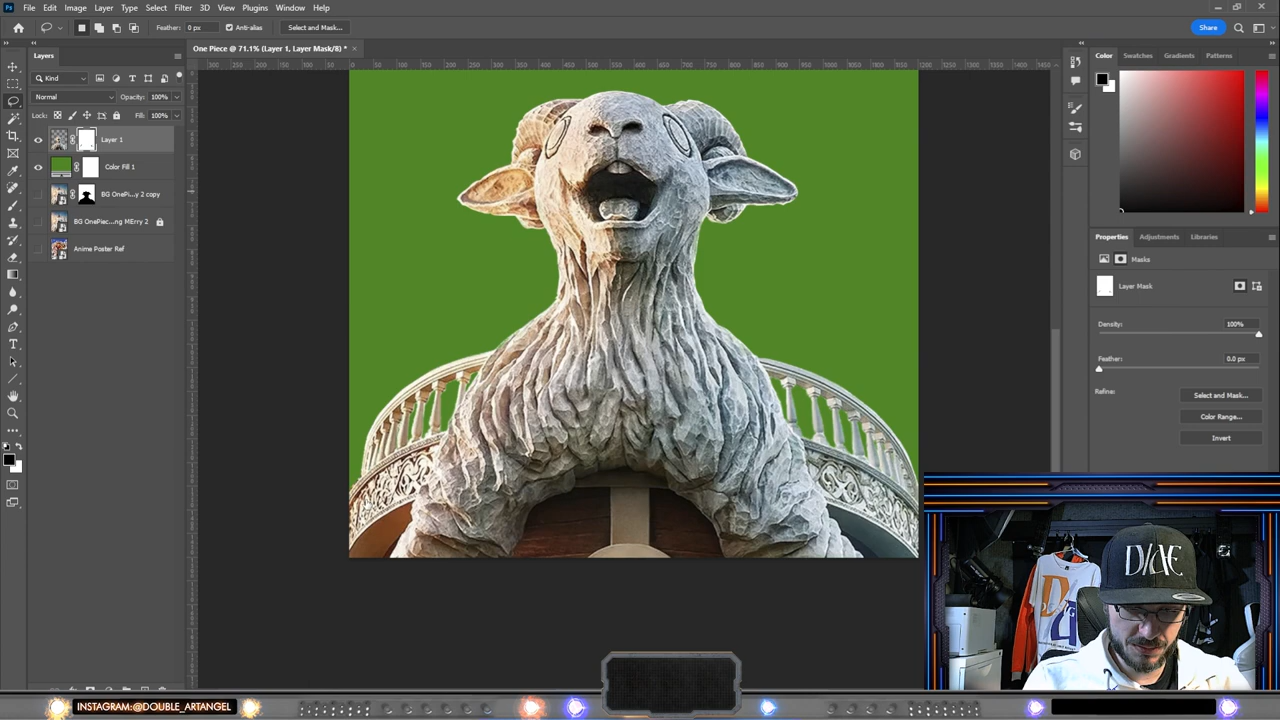 Ps File Edit Image Layer Type Select Filter 3D View Plugins Window Help
Feather: 0 px Anti-alias Select and Mask... Share
Layers
One Piece @ 71.1% (Layer 1, Layer Mask/8) *
Color Swatches Gradients Patterns
Kind
Normal Opacity: 100%
Lock: Fill: 100%
Layer 1
Color Fill 1
BG OnePi...y 2 copy
BG OnePiec...ng MErry 2
Anime Poster Ref
Properties Adjustments Libraries
Masks
Layer Mask
Density: 100%
Feather: 0.0 px
Refine: Select and Mask...
Color Range...
Invert
INSTAGRAM:@DOUBLE_ARTANGEL